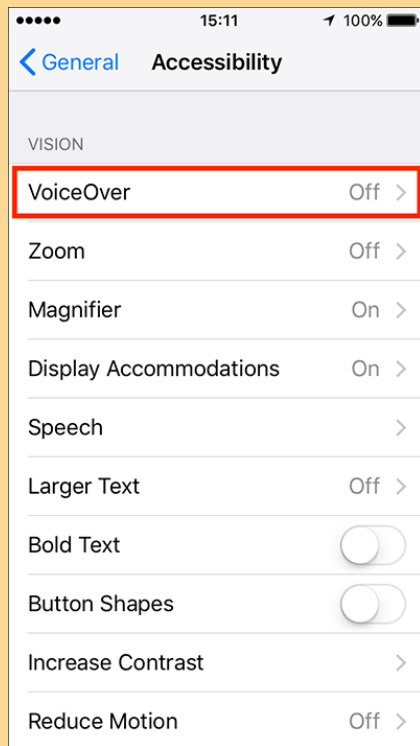 15:11 100%
General Accessibility
VISION
VoiceOver Off
Zoom Off
Magnifier On
Display Accommodations On
Speech
Larger Text Off
Bold Text
Button Shapes
Increase Contrast
Reduce Motion Off